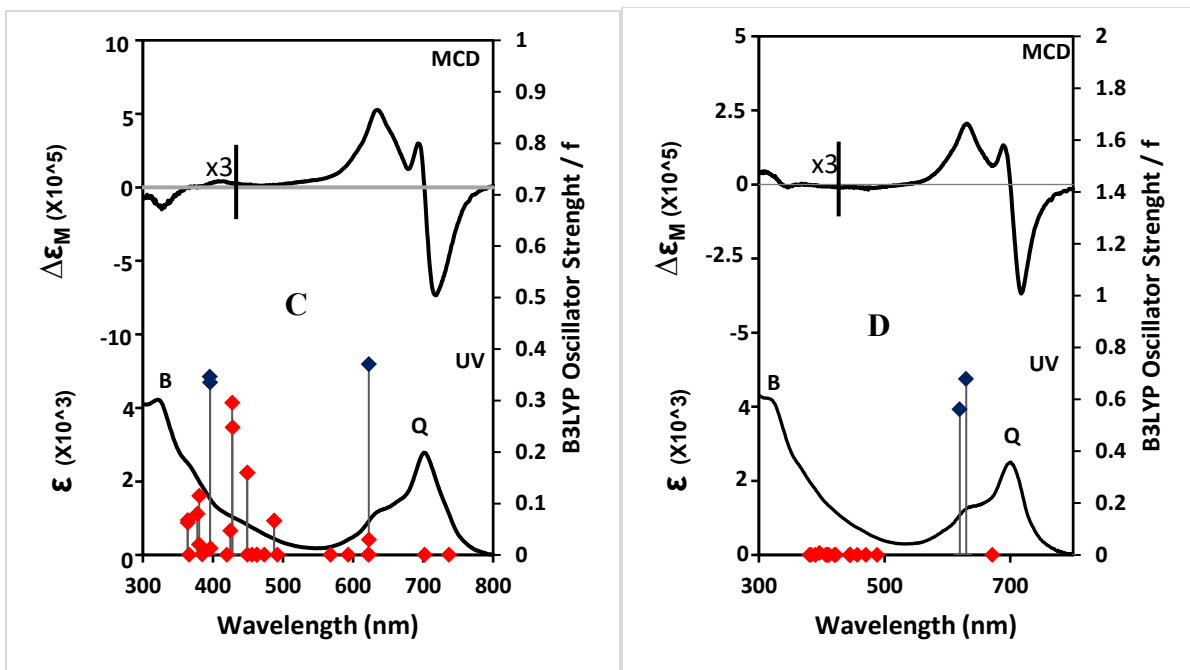 MCD
10
5
0
-5
-10
x3
Δε_M (X10^5)
C
UV
B
Q
4
2
0
ε (X10^3)
1
0.9
0.8
0.7
0.6
0.5
0.4
0.3
0.2
0.1
0
B3LYP Oscillator Strenght / f
300 400 500 600 700 800
Wavelength (nm)
MCD
5
2.5
0
-2.5
-5
x3
Δε_M (X10^5)
D
UV
B
Q
4
2
0
ε (X10^3)
2
1.8
1.6
1.4
1.2
1
0.8
0.6
0.4
0.2
0
B3LYP Oscillator Strenght / f
300 500 700
Wavelength (nm)